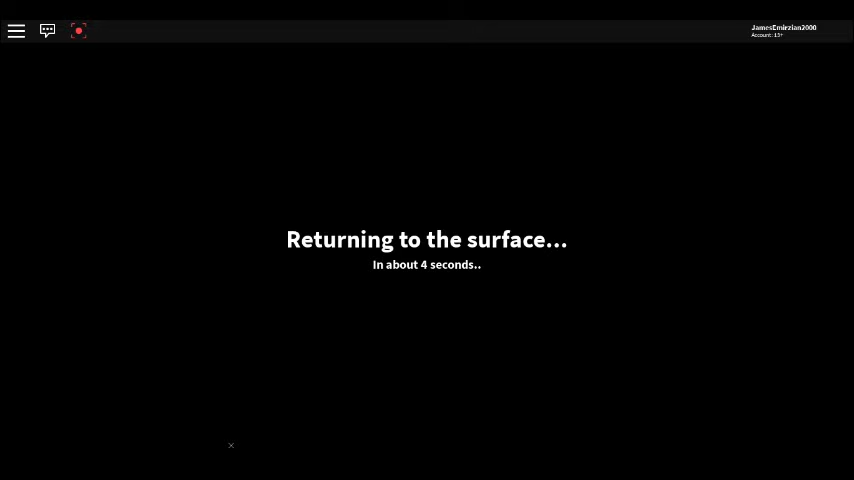 JamesEmirzian2000
Account: 13+
Returning to the surface...
In about 4 seconds..